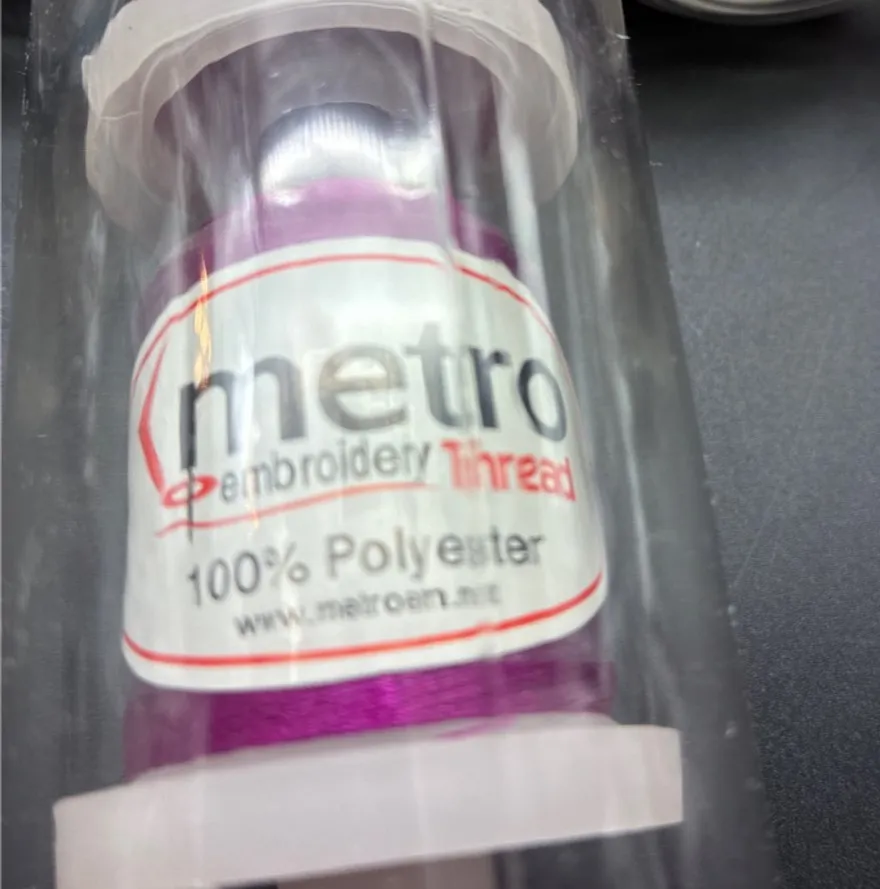 metro
embroidery Thread
100% Polyester
www.metroen.net